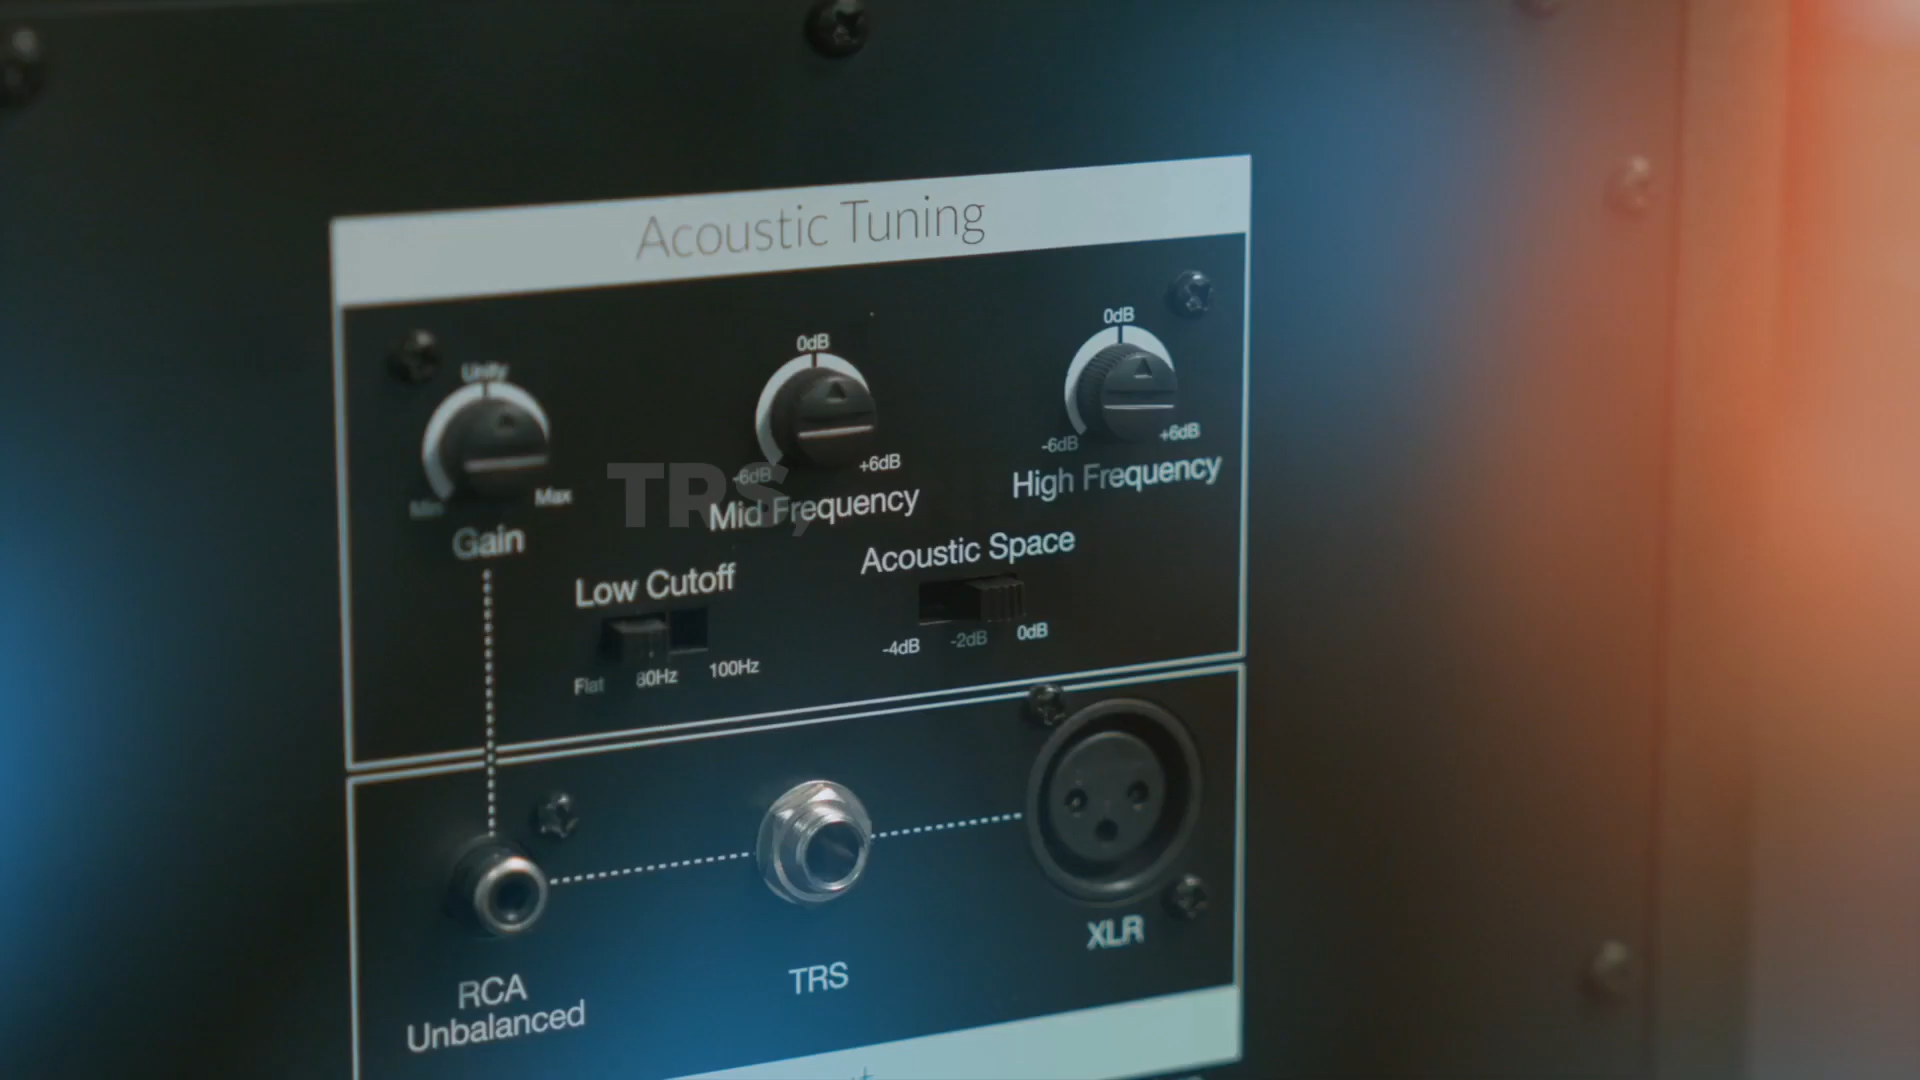 Acoustic Tuning
Unity
Min
Max
Gain
0dB
-6dB
+6dB
Mid Frequency
0dB
-6dB
+6dB
High Frequency
TRS,
Low Cutoff
Flat
80Hz
100Hz
Acoustic Space
-4dB
-2dB
0dB
RCA
Unbalanced
TRS
XLR